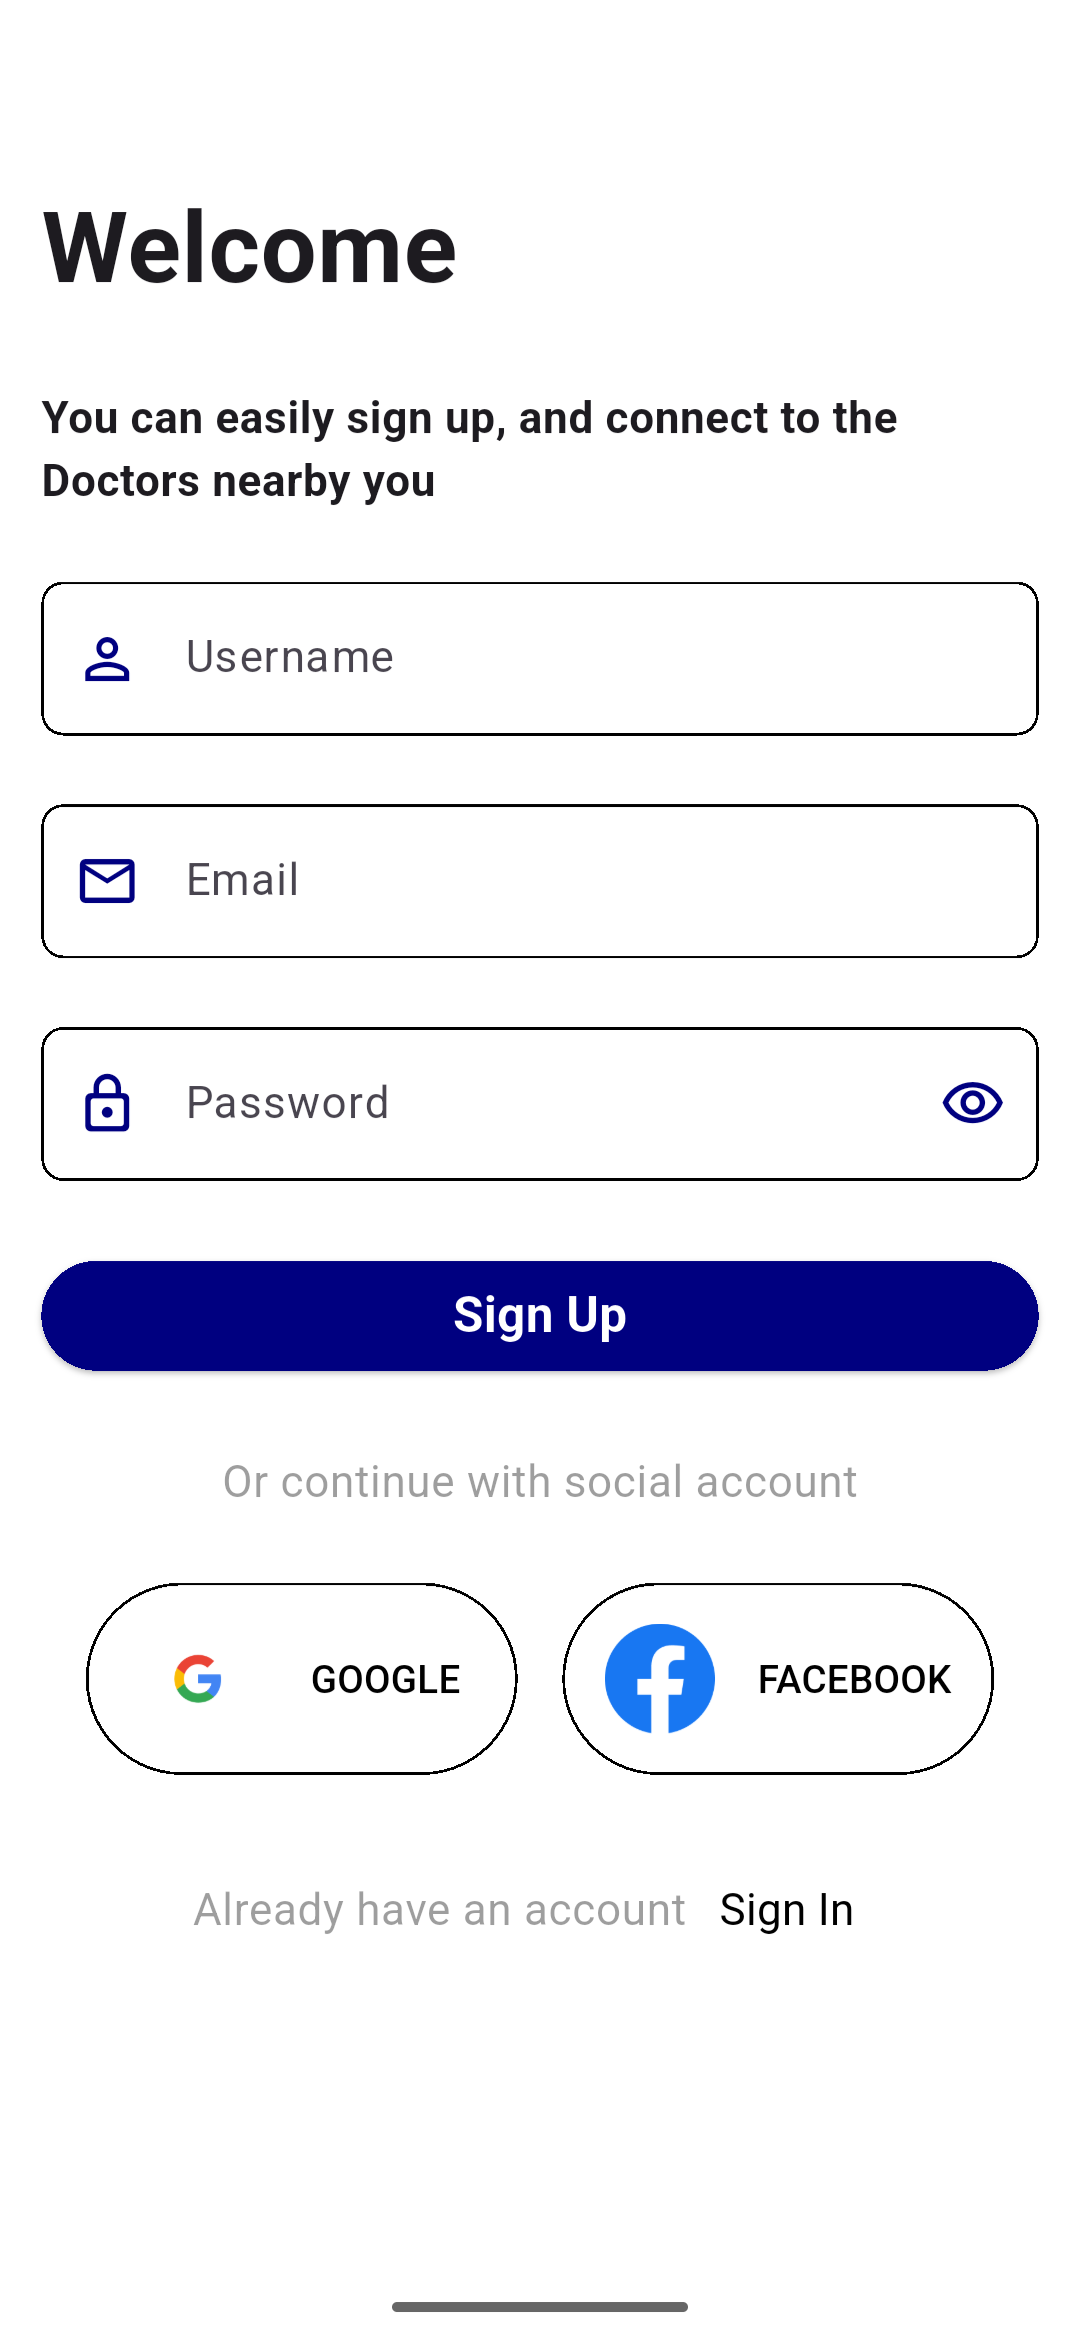 Welcome
You can easily sign up, and connect to the
Doctors nearby you
Username
Email
Password
Sign Up
Or continue with social account
GOOGLE
FACEBOOK
Already have an account Sign In